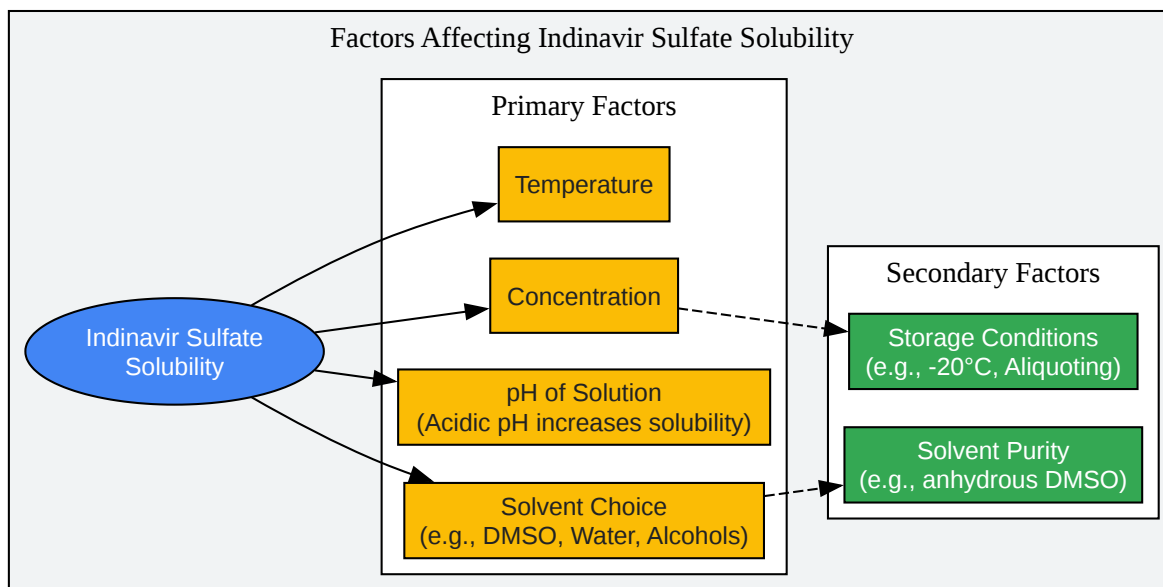 Factors Affecting Indinavir Sulfate Solubility
Indinavir Sulfate
Solubility
Primary Factors
Temperature
Concentration
pH of Solution
(Acidic pH increases solubility)
Solvent Choice
(e.g., DMSO, Water, Alcohols)
Secondary Factors
Storage Conditions
(e.g., -20°C, Aliquoting)
Solvent Purity
(e.g., anhydrous DMSO)